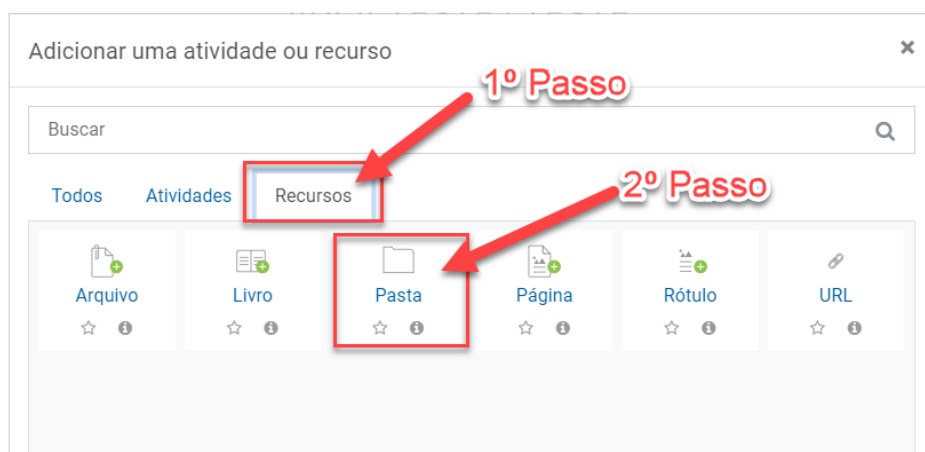 Adicionar uma atividade ou recurso
1º Passo
Buscar
2º Passo
Todos Atividades Recursos
Arquivo Livro Pasta Página Rótulo URL